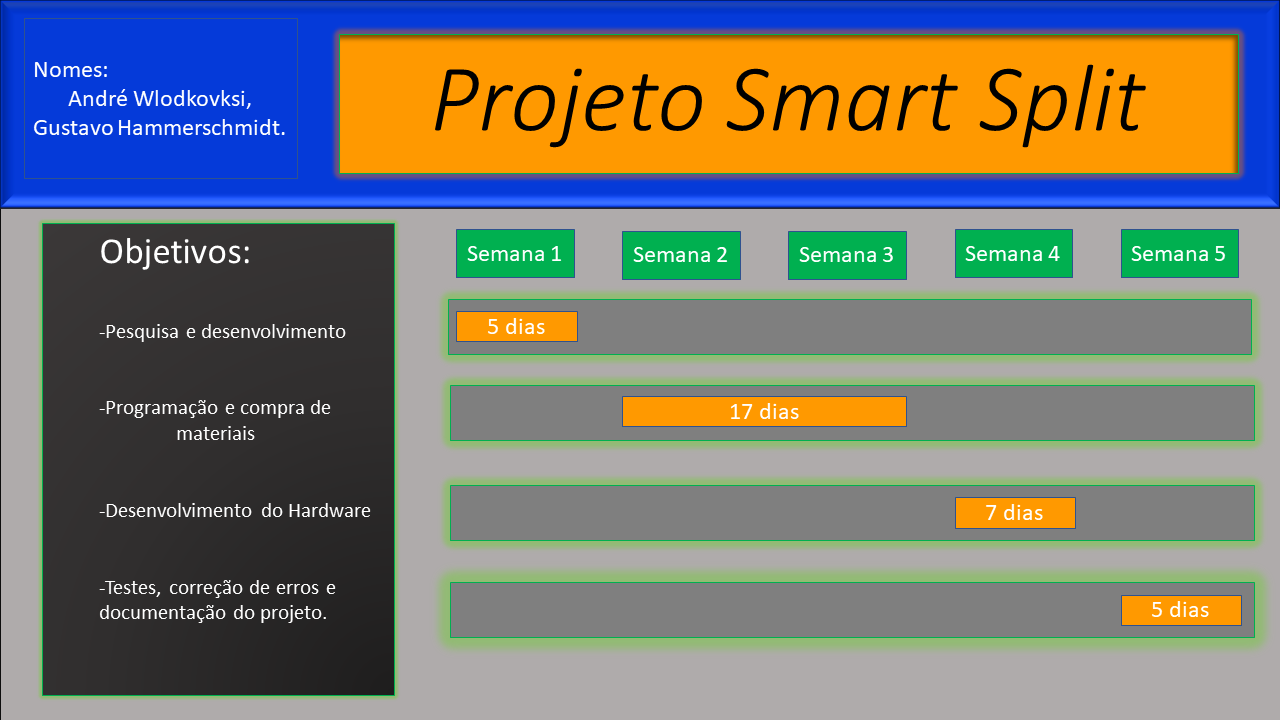 Nomes:
André Wlodkovksi,
Gustavo Hammerschmidt.
Projeto Smart Split
Objetivos:
-Pesquisa e desenvolvimento
-Programação e compra de
materiais
-Desenvolvimento do Hardware
-Testes, correção de erros e
documentação do projeto.
Semana 1
Semana 2
Semana 3
Semana 4
Semana 5
5 dias
17 dias
7 dias
5 dias